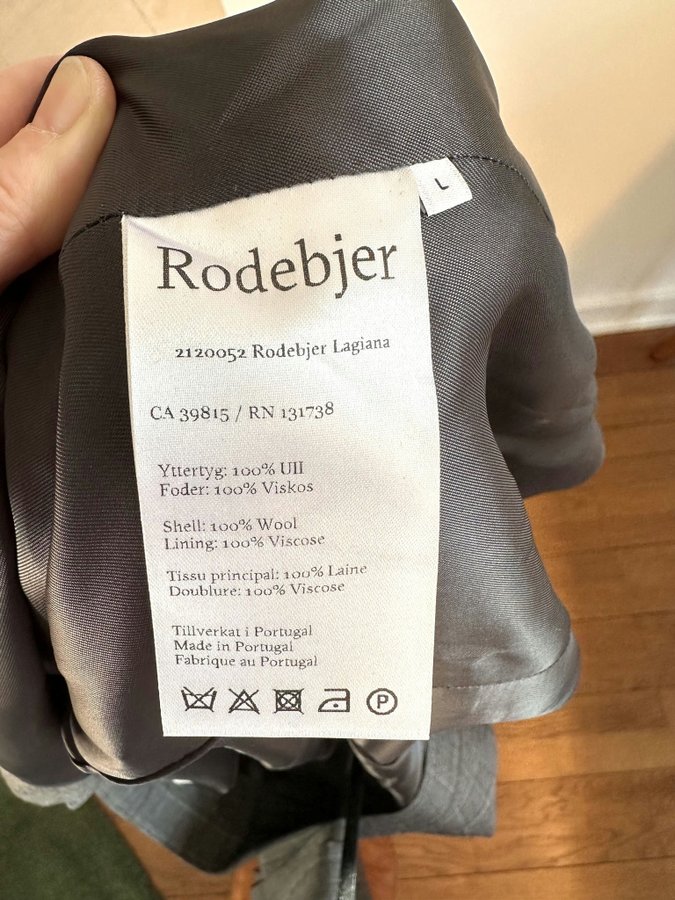 L
Rodebjer
2120052 Rodebjer Lagiana
CA 39815 / RN 131738
Yttertyg: 100% Ull
Foder: 100% Viskos
Shell: 100% Wool
Lining: 100% Viscose
Tissu principal: 100% Laine
Doublure: 100% Viscose
Tillverkat i Portugal
Made in Portugal
Fabrique au Portugal
P